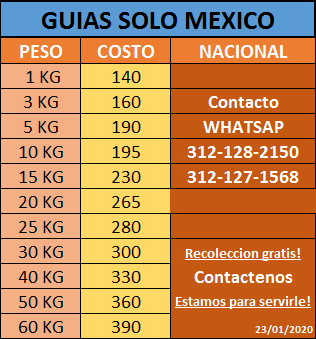 GUIAS SOLO MEXICO
PESO COSTO NACIONAL
1 KG 140
3 KG 160 Contacto
5 KG 190 WHATSAP
10 KG 195 312-128-2150
15 KG 230 312-127-1568
20 KG 265
25 KG 280
30 KG 300 Recoleccion gratis!
40 KG 330 Contactenos
50 KG 360 Estamos para servirle!
60 KG 390 23/01/2020